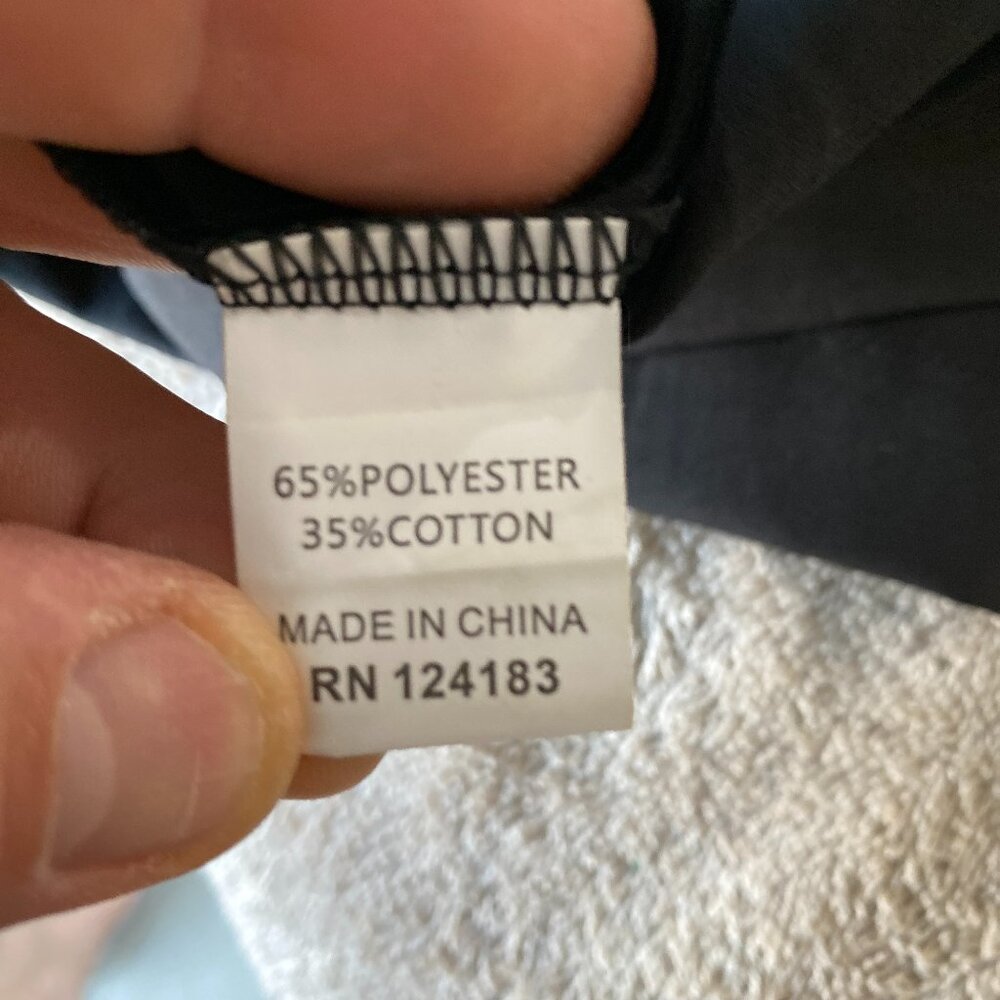 65%POLYESTER
35%COTTON
MADE IN CHINA
RN 124183